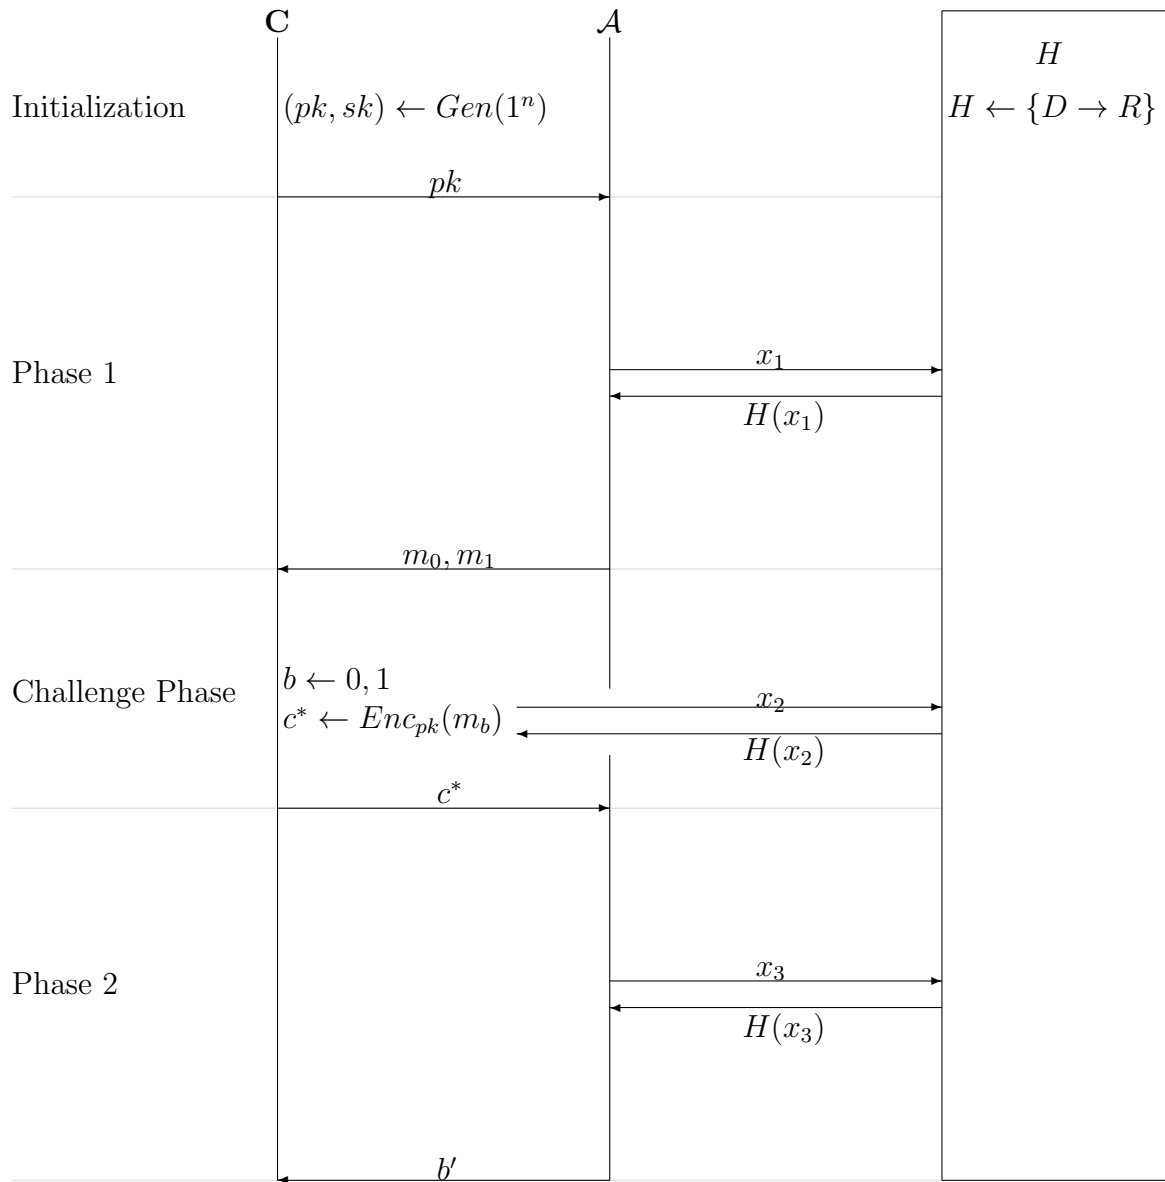 C 𝒜
H
Initialization (pk, sk) ← Gen(1ⁿ) H ← {D → R}
pk
x₁
Phase 1
H(x₁)
m₀, m₁
b ← 0, 1
Challenge Phase
x₂
c* ← Enc_pk(m_b)
H(x₂)
c*
x₃
Phase 2
H(x₃)
b′